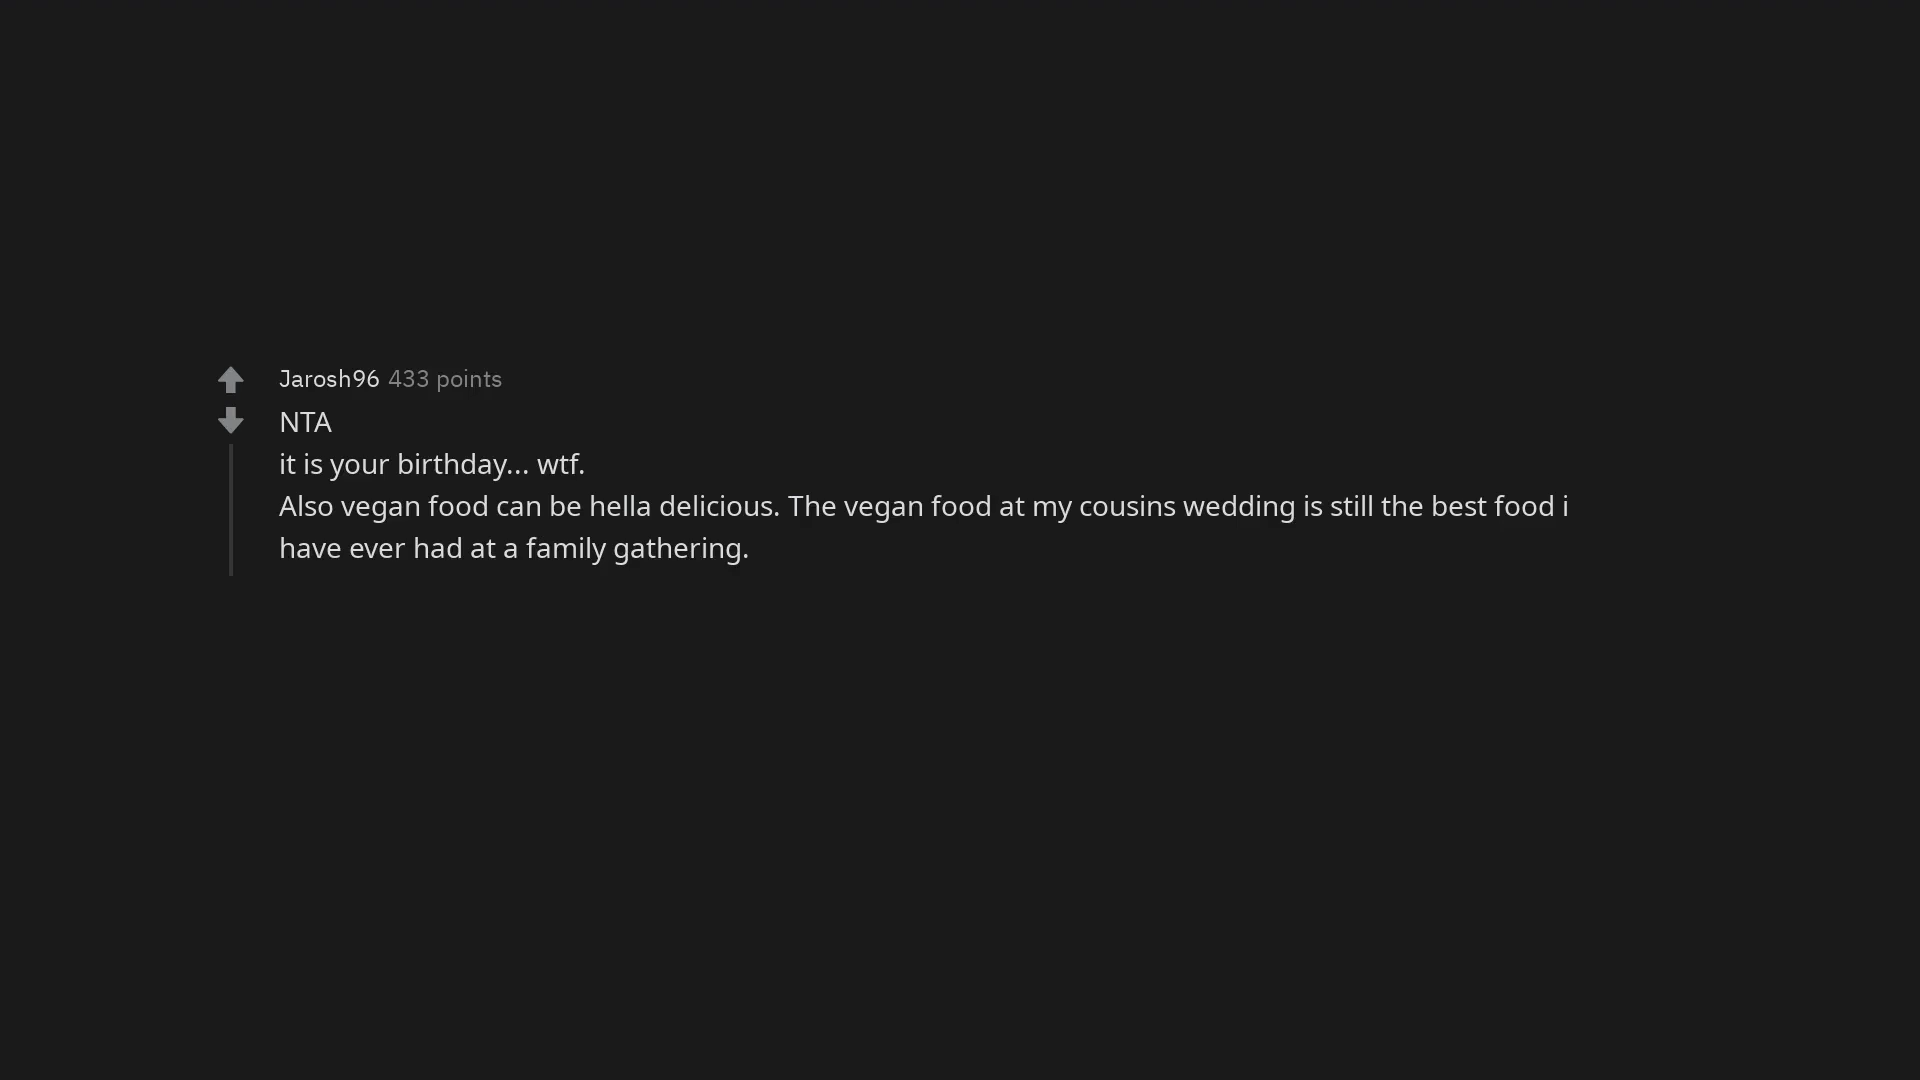 Jarosh96 433 points
NTA
it is your birthday... wtf.
Also vegan food can be hella delicious. The vegan food at my cousins wedding is still the best food i
have ever had at a family gathering.